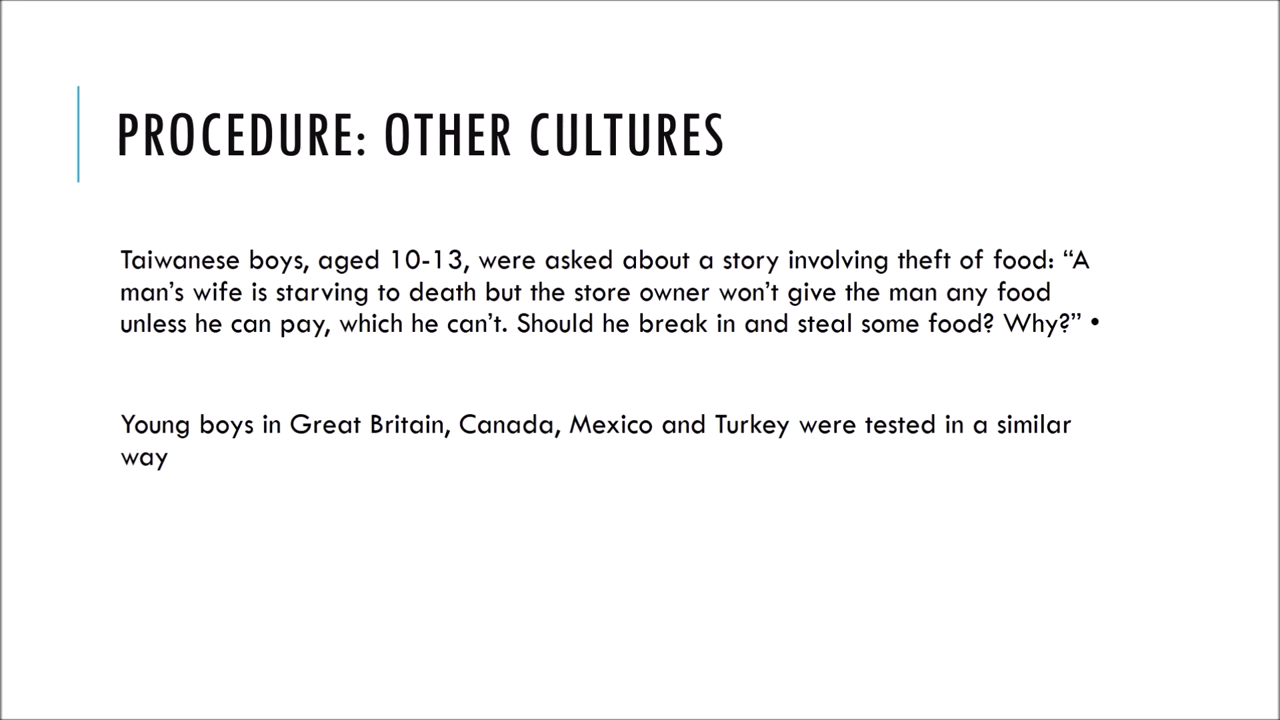 PROCEDURE: OTHER CULTURES
Taiwanese boys, aged 10-13, were asked about a story involving theft of food: “A
man’s wife is starving to death but the store owner won’t give the man any food
unless he can pay, which he can’t. Should he break in and steal some food? Why?” •
Young boys in Great Britain, Canada, Mexico and Turkey were tested in a similar
way